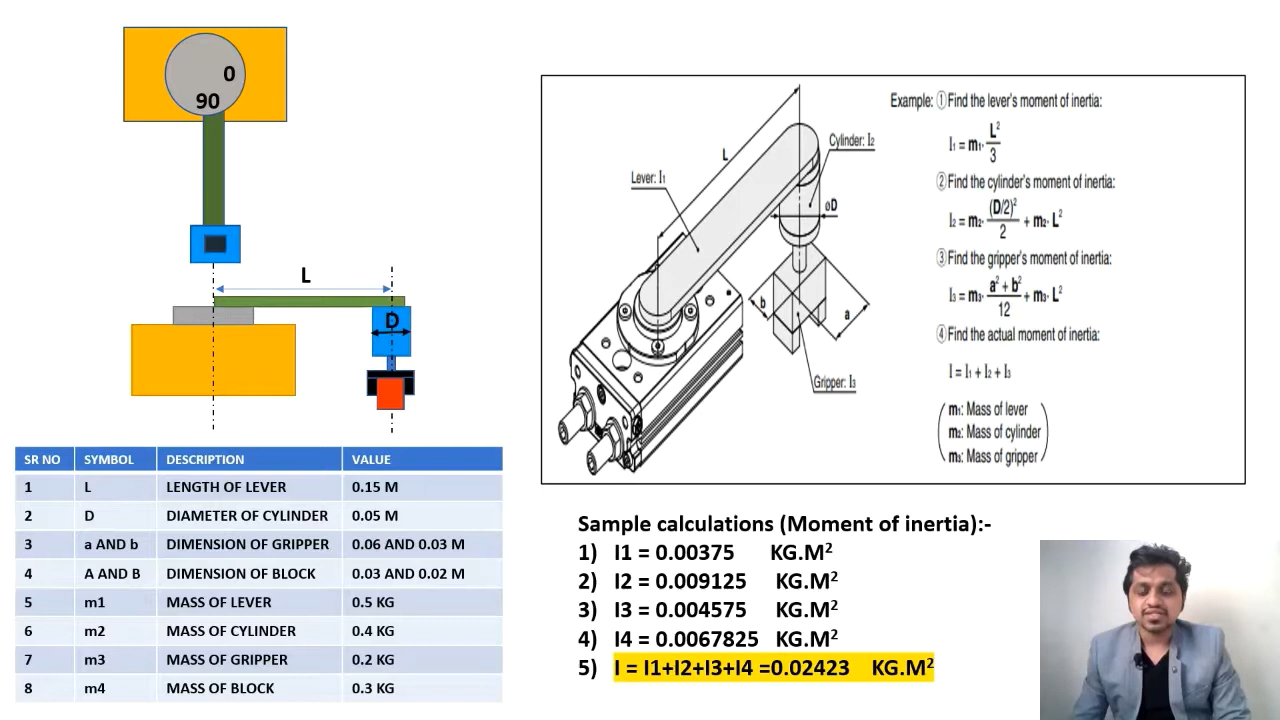 0
90
L
D
SR NO SYMBOL DESCRIPTION VALUE
1 L LENGTH OF LEVER 0.15 M
2 D DIAMETER OF CYLINDER 0.05 M
3 a AND b DIMENSION OF GRIPPER 0.06 AND 0.03 M
4 A AND B DIMENSION OF BLOCK 0.03 AND 0.02 M
5 m1 MASS OF LEVER 0.5 KG
6 m2 MASS OF CYLINDER 0.4 KG
7 m3 MASS OF GRIPPER 0.2 KG
8 m4 MASS OF BLOCK 0.3 KG
L
Cylinder: I₂
Lever: I₁
øD
b
a
Gripper: I₃
Example: ①Find the lever's moment of inertia:
I₁ = m₁· L²/3
②Find the cylinder's moment of inertia:
I₂ = m₂· (D/2)²/2 + m₂· L²
③Find the gripper's moment of inertia:
I₃ = m₃· a² + b²/12 + m₃· L²
④Find the actual moment of inertia:
I = I₁ + I₂ + I₃
m₁: Mass of lever
m₂: Mass of cylinder
m₃: Mass of gripper
Sample calculations (Moment of inertia):-
1) I1 = 0.00375 KG.M²
2) I2 = 0.009125 KG.M²
3) I3 = 0.004575 KG.M²
4) I4 = 0.0067825 KG.M²
5) I = I1+I2+I3+I4 =0.02423 KG.M²